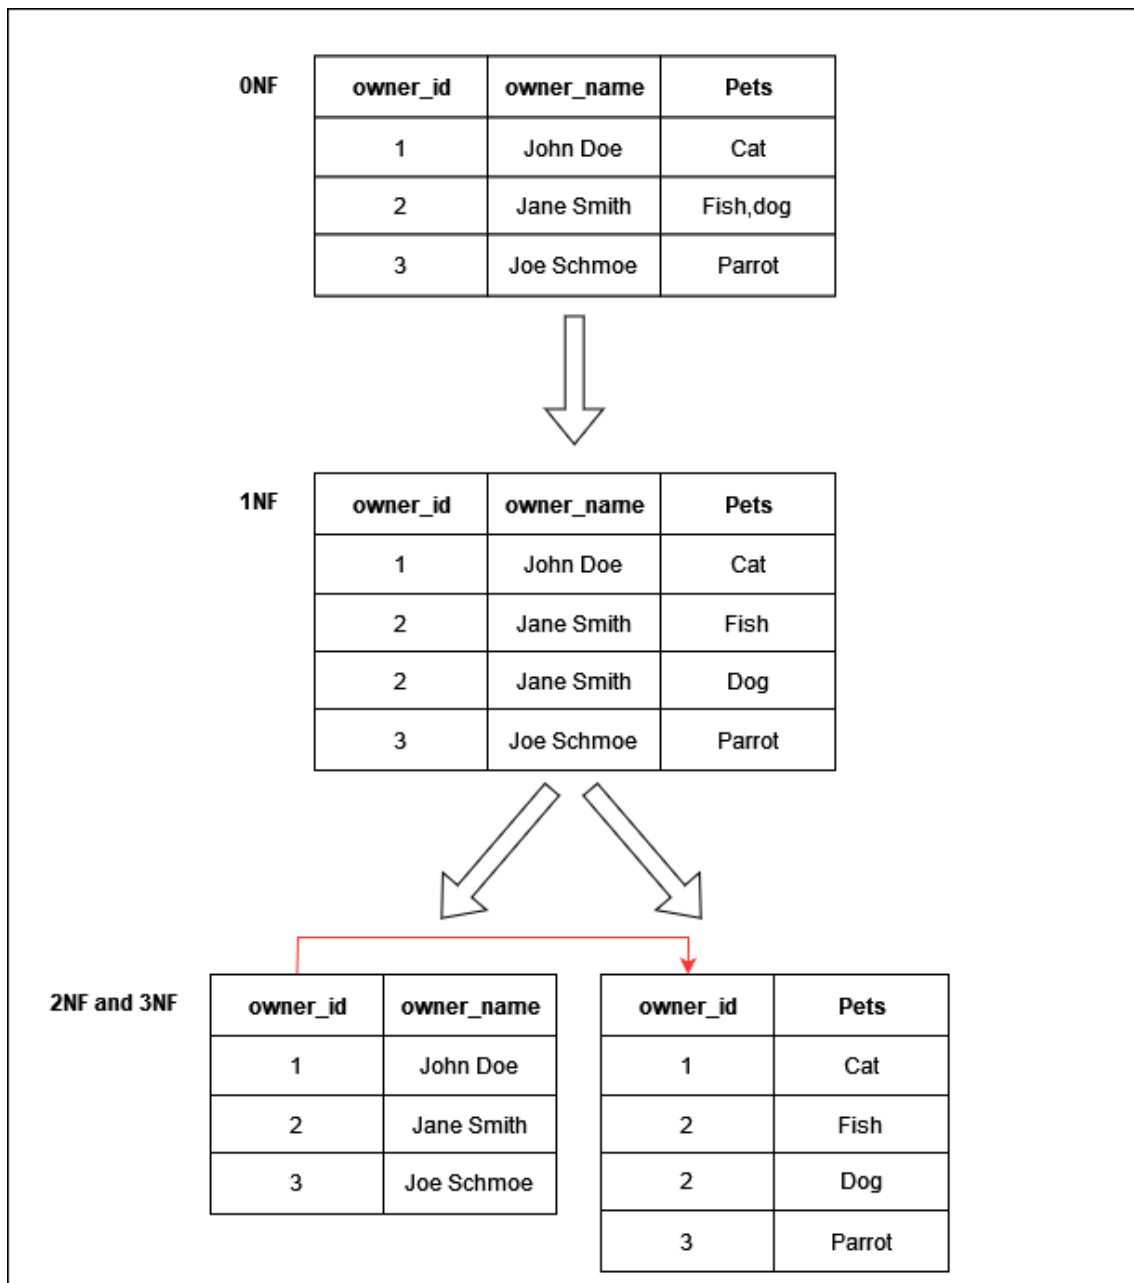 0NF owner_id owner_name Pets
1 John Doe Cat
2 Jane Smith Fish,dog
3 Joe Schmoe Parrot
1NF owner_id owner_name Pets
1 John Doe Cat
2 Jane Smith Fish
2 Jane Smith Dog
3 Joe Schmoe Parrot
2NF and 3NF owner_id owner_name owner_id Pets
1 John Doe 1 Cat
2 Jane Smith 2 Fish
3 Joe Schmoe 2 Dog
3 Parrot